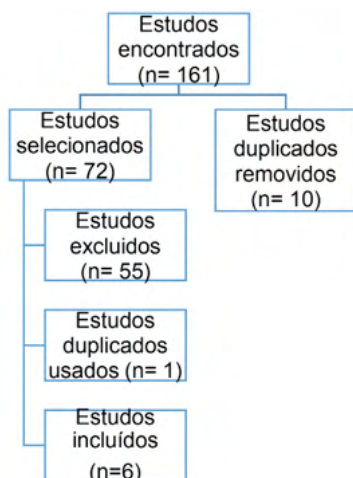 Estudos
encontrados
(n= 161)
Estudos
selecionados
(n= 72)
Estudos
duplicados
removidos
(n= 10)
Estudos
excluidos
(n= 55)
Estudos
duplicados
usados (n= 1)
Estudos
incluídos
(n=6)